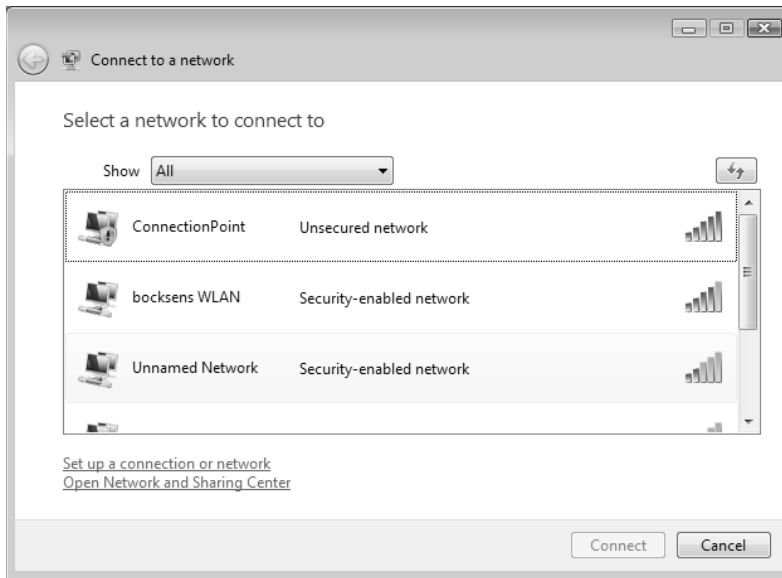 Connect to a network
Select a network to connect to
Show All
ConnectionPoint Unsecured network
bocksens WLAN Security-enabled network
Unnamed Network Security-enabled network
Set up a connection or network
Open Network and Sharing Center
Connect Cancel